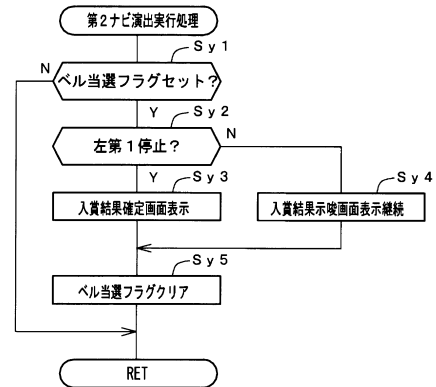 第2ナビ演出実行処理
Sy1
N
ベル当選フラグセット？
Y
Sy2
左第1停止？
N
Y
Sy3
Sy4
入賞結果確定画面表示
入賞結果示唆画面表示継続
Sy5
ベル当選フラグクリア
RET